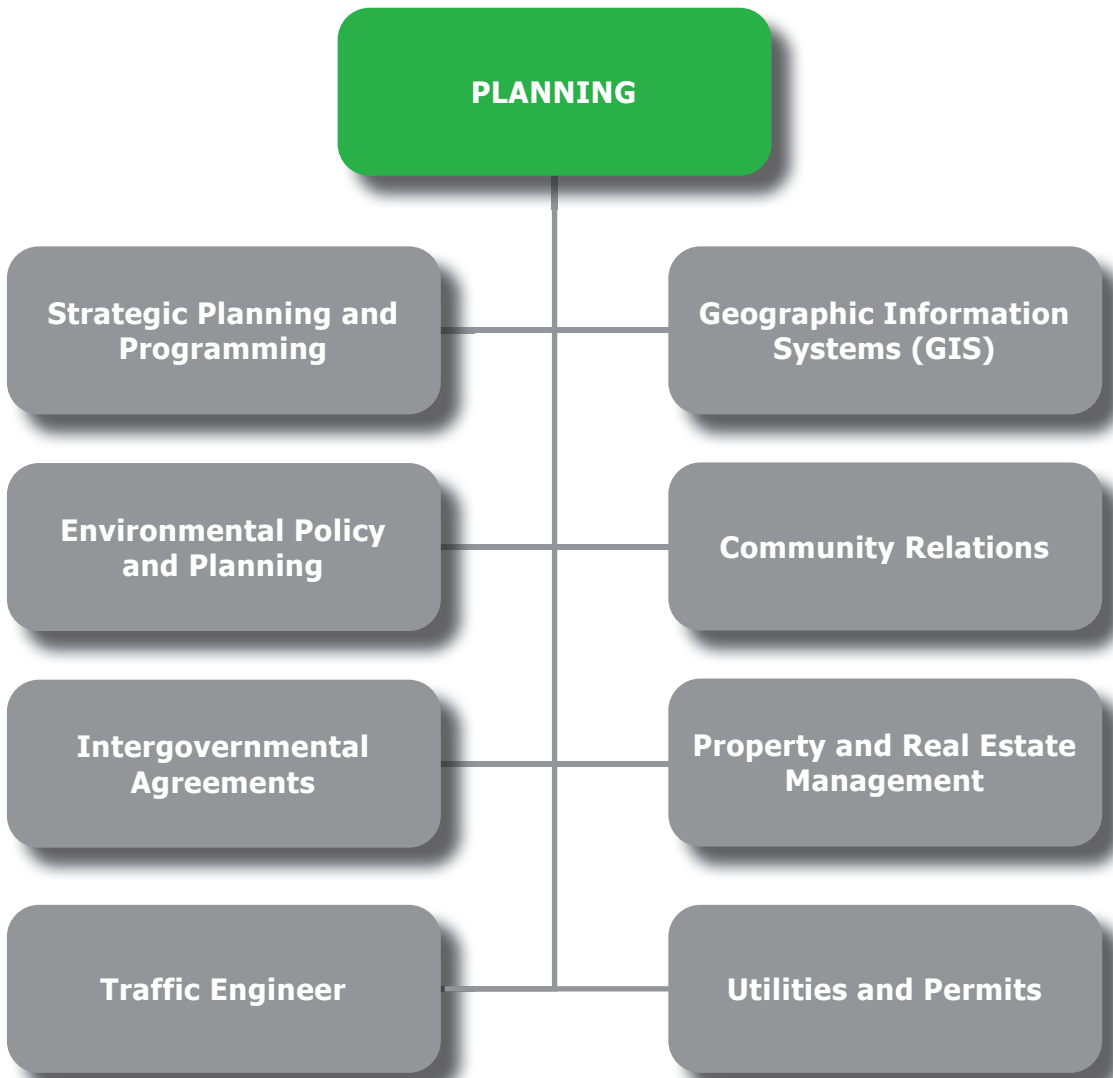 PLANNING
Strategic Planning and
Programming
Geographic Information
Systems (GIS)
Environmental Policy
and Planning
Community Relations
Intergovernmental
Agreements
Property and Real Estate
Management
Traffic Engineer
Utilities and Permits